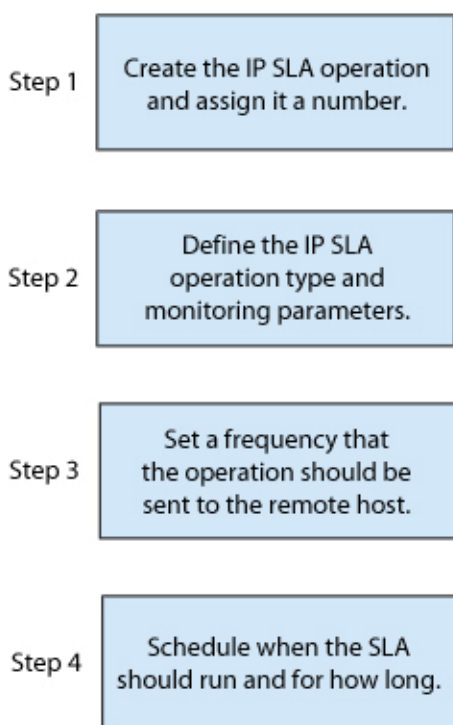 Step 1
Create the IP SLA operation
and assign it a number.
Step 2
Define the IP SLA
operation type and
monitoring parameters.
Step 3
Set a frequency that
the operation should be
sent to the remote host.
Step 4
Schedule when the SLA
should run and for how long.